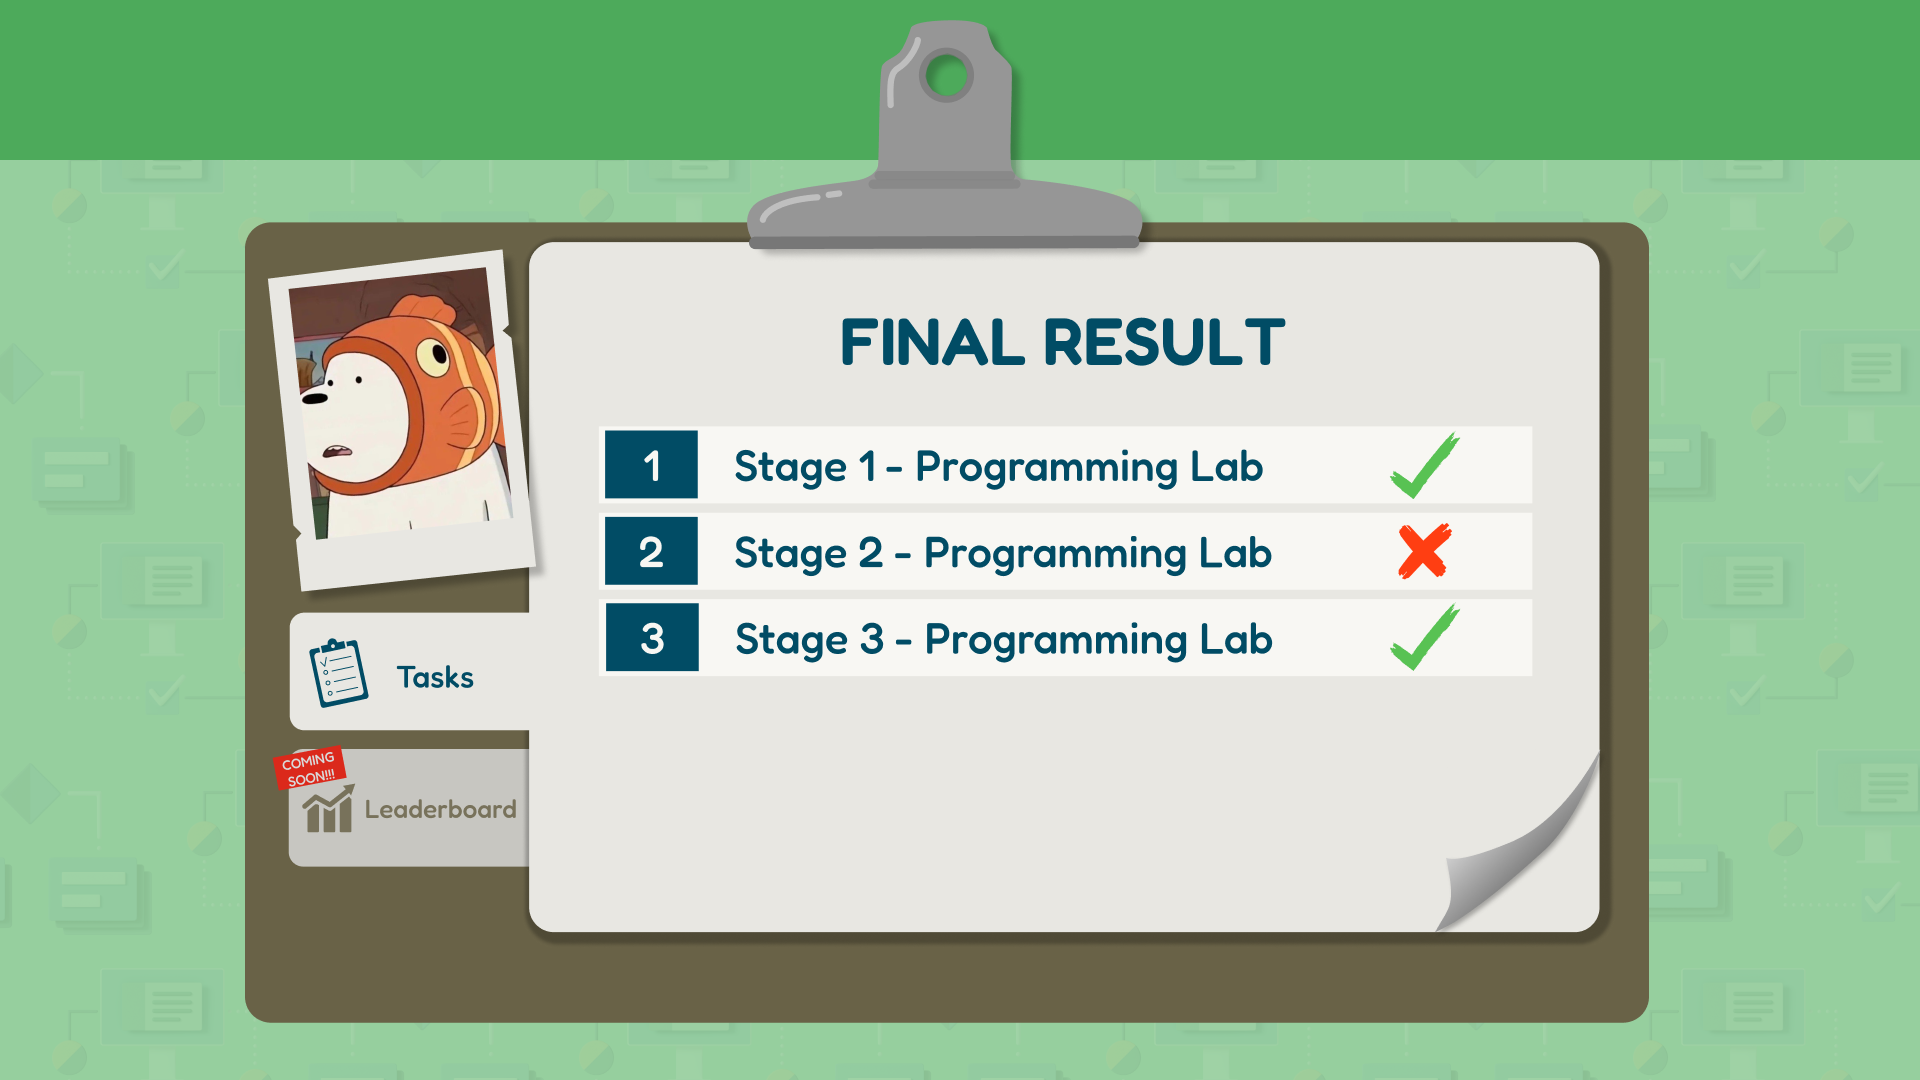 FINAL RESULT
1 Stage 1 - Programming Lab
2 Stage 2 - Programming Lab
3 Stage 3 - Programming Lab
Tasks
COMING
SOON!!!
Leaderboard